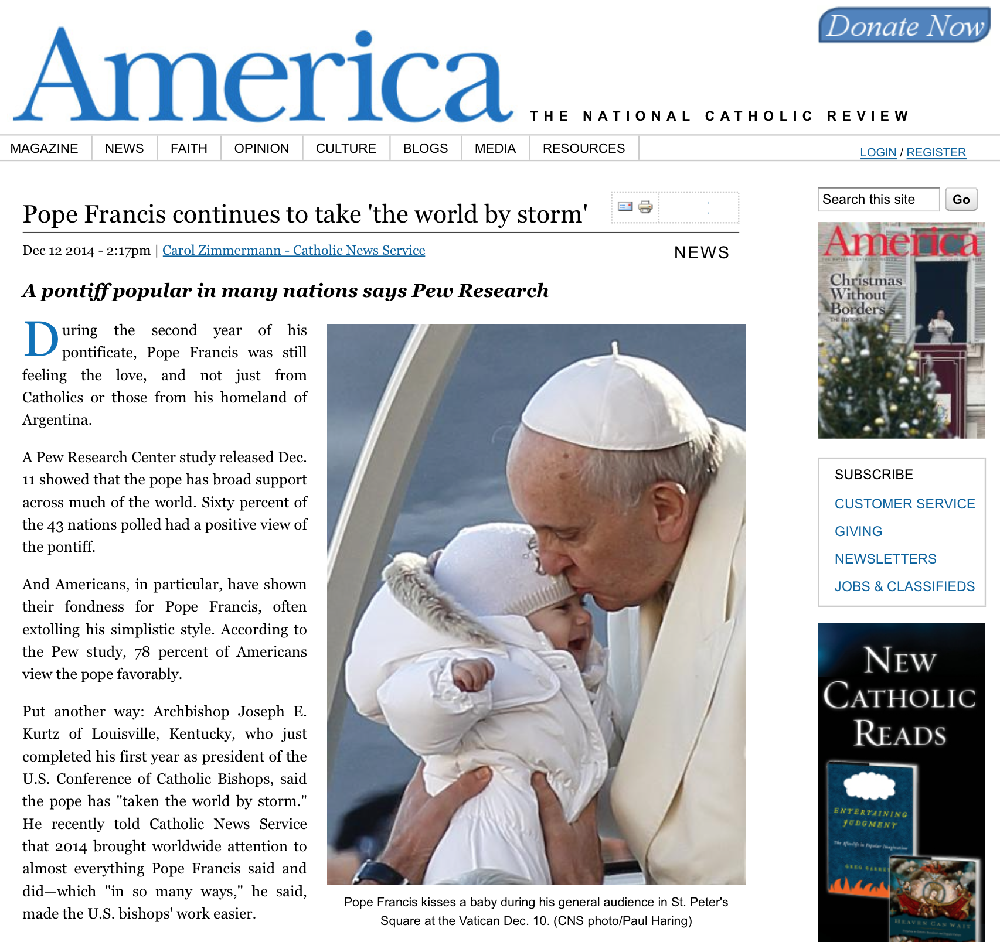 Donate Now
America
THE NATIONAL CATHOLIC REVIEW
MAGAZINE NEWS FAITH OPINION CULTURE BLOGS MEDIA RESOURCES
LOGIN / REGISTER
Pope Francis continues to take 'the world by storm'
Dec 12 2014 - 2:17pm | Carol Zimmermann - Catholic News Service
NEWS
A pontiff popular in many nations says Pew Research
During the second year of his
pontificate, Pope Francis was still
feeling the love, and not just from
Catholics or those from his homeland of
Argentina.
A Pew Research Center study released Dec.
11 showed that the pope has broad support
across much of the world. Sixty percent of
the 43 nations polled had a positive view of
the pontiff.
And Americans, in particular, have shown
their fondness for Pope Francis, often
extolling his simplistic style. According to
the Pew study, 78 percent of Americans
view the pope favorably.
Put another way: Archbishop Joseph E.
Kurtz of Louisville, Kentucky, who just
completed his first year as president of the
U.S. Conference of Catholic Bishops, said
the pope has "taken the world by storm."
He recently told Catholic News Service
that 2014 brought worldwide attention to
almost everything Pope Francis said and
did—which "in so many ways," he said,
made the U.S. bishops' work easier.
Pope Francis kisses a baby during his general audience in St. Peter's
Square at the Vatican Dec. 10. (CNS photo/Paul Haring)
Search this site Go
America
Christmas
Without
Borders
THE EDITORS
SUBSCRIBE
CUSTOMER SERVICE
GIVING
NEWSLETTERS
JOBS & CLASSIFIEDS
NEW
CATHOLIC
READS
ENTERTAINING
JUDGMENT
The Afterlife in Popular Imagination
GREG
HEAVEN CAN WAIT